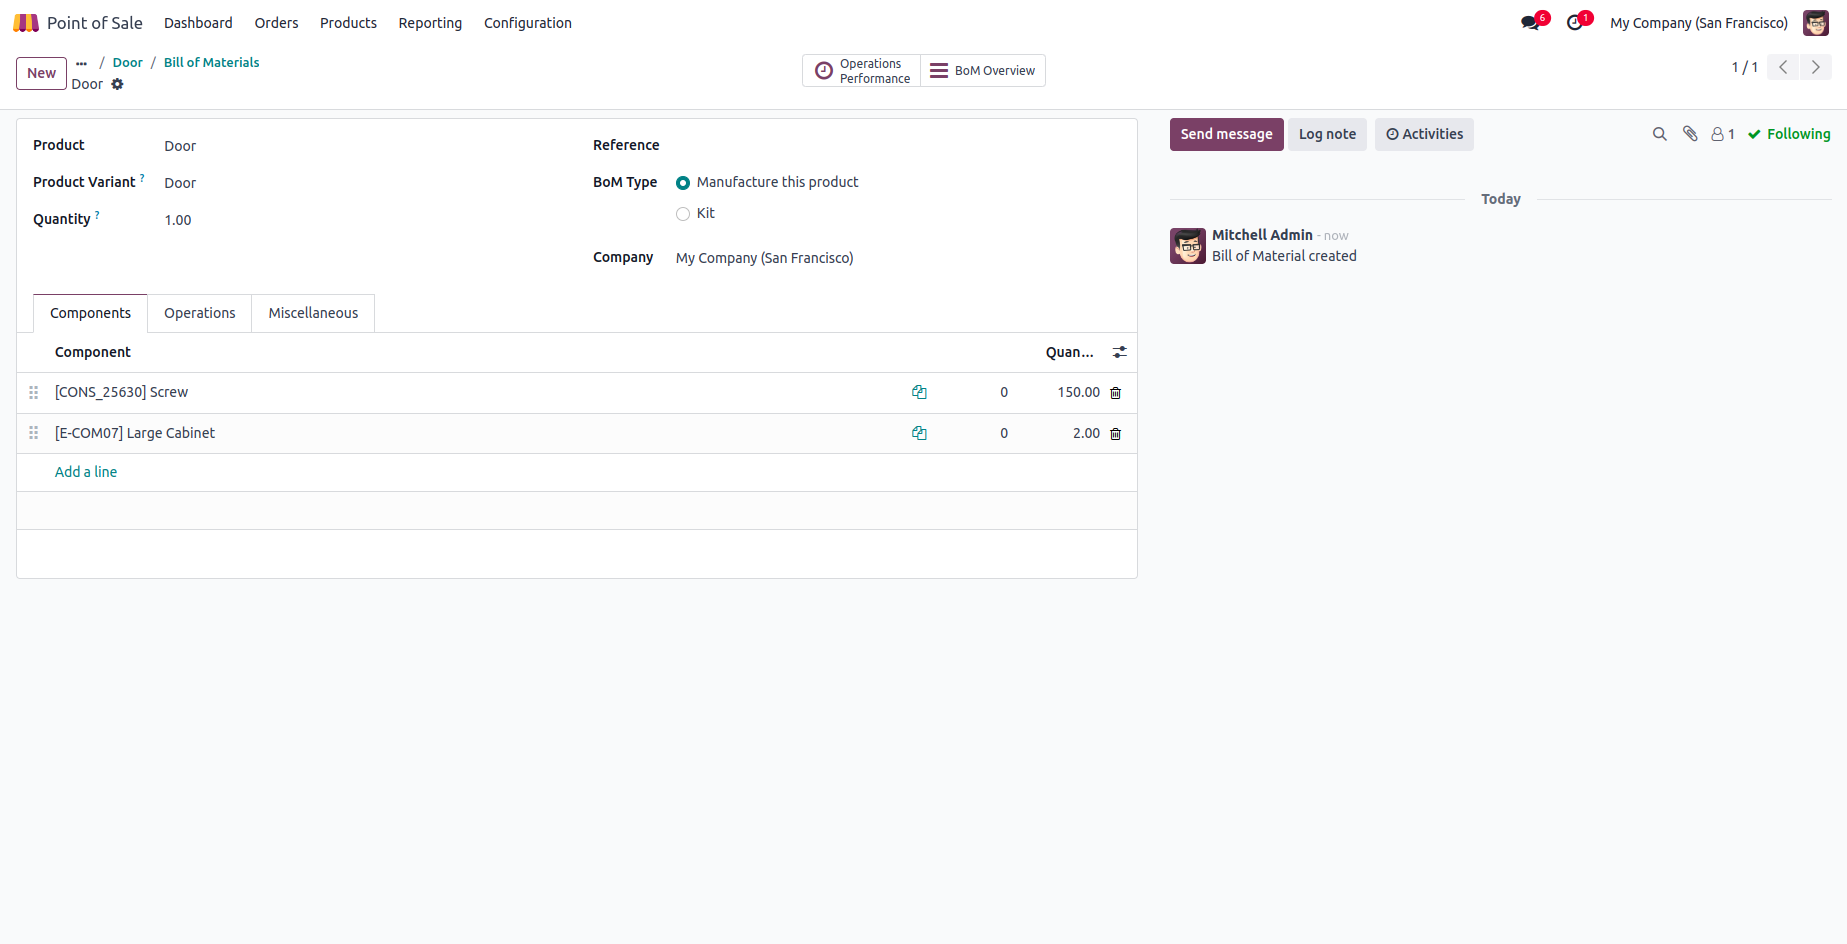 Point of Sale Dashboard Orders Products Reporting Configuration 6 1 My Company (San Francisco)
New ... / Door / Bill of Materials
Door
Operations Performance
BoM Overview
1 / 1
Product Door
Product Variant ? Door
Quantity ? 1.00
Reference
BoM Type Manufacture this product
Kit
Company My Company (San Francisco)
Components Operations Miscellaneous
Component Quan...
[CONS_25630] Screw 0 150.00
[E-COM07] Large Cabinet 0 2.00
Add a line
Send message Log note Activities 1 Following
Today
Mitchell Admin - now
Bill of Material created